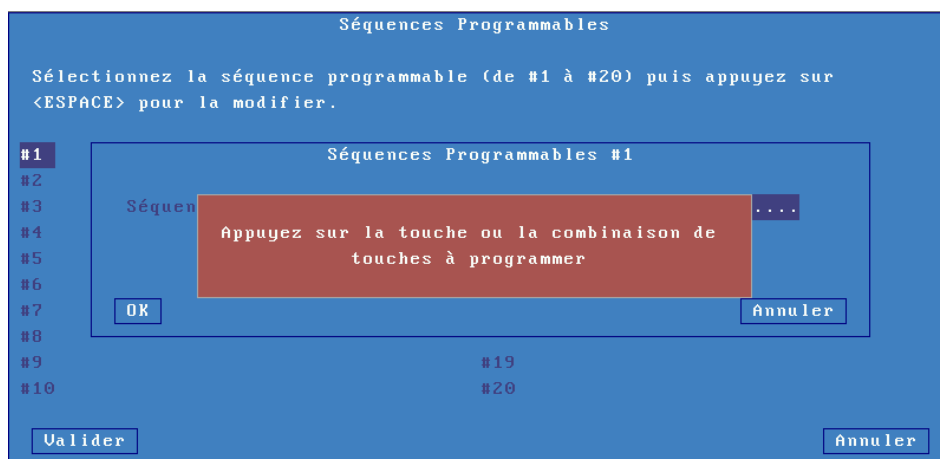 Séquences Programmables
Sélectionnez la séquence programmable (de #1 à #20) puis appuyez sur
<ESPACE> pour la modifier.
#1
Séquences Programmables #1
#2
#3
Séquen
....
#4
Appuyez sur la touche ou la combinaison de
touches à programmer
#5
#6
#7
OK
Annuler
#8
#9
#19
#10
#20
Valider
Annuler